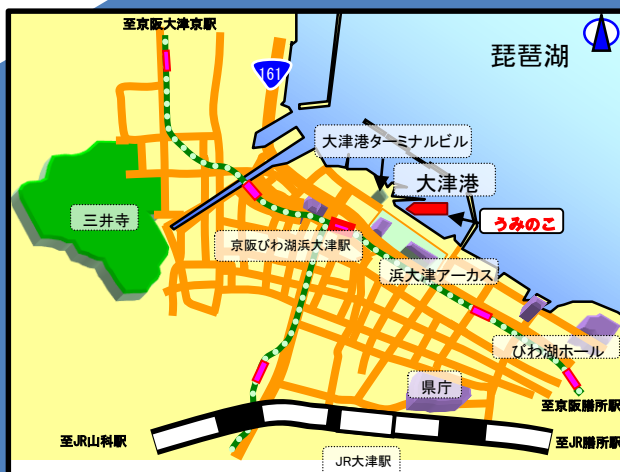 至京阪大津京駅
琵琶湖
161
大津港ターミナルビル
大津港
三井寺
うみのこ
京阪びわ湖浜大津駅
浜大津アーカス
びわ湖ホール
県庁
至京阪膳所駅
至JR山科駅
至JR膳所駅
JR大津駅